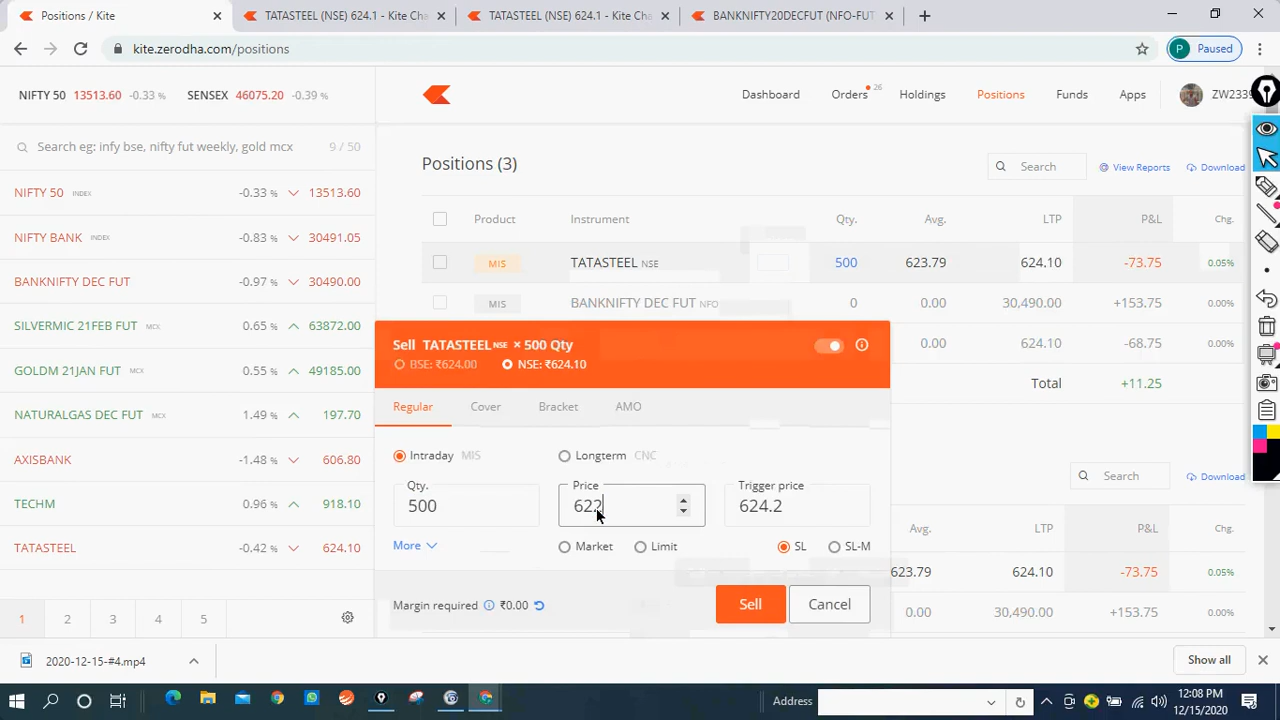 Positions / Kite
TATASTEEL (NSE) 624.1 - Kite Cha
TATASTEEL (NSE) 624.1 - Kite Cha
BANKNIFTY20DECFUT (NFO-FUT
kite.zerodha.com/positions
Paused
NIFTY 50 13513.60 -0.33 %
SENSEX 46075.20 -0.39 %
Dashboard
Orders 26
Holdings
Positions
Funds
Apps
ZW2339
Search eg: infy bse, nifty fut weekly, gold mcx
9 / 50
NIFTY 50 INDEX -0.33 % 13513.60
NIFTY BANK INDEX -0.83 % 30491.05
BANKNIFTY DEC FUT -0.97 % 30490.00
SILVERMIC 21FEB FUT MCX 0.65 % 63872.00
GOLDM 21JAN FUT MCX 0.55 % 49185.00
NATURALGAS DEC FUT MCX 1.49 % 197.70
AXISBANK -1.48 % 606.80
TECHM 0.96 % 918.10
TATASTEEL -0.42 % 624.10
1 2 3 4 5
Positions (3)
Search
View Reports
Download
Product Instrument Qty. Avg. LTP P&L Chg.
MIS TATASTEEL NSE 500 623.79 624.10 -73.75 0.05%
MIS BANKNIFTY DEC FUT NFO 0 0.00 30,490.00 +153.75 0.00%
0.00 624.10 -68.75 0.00%
Total +11.25
Sell TATASTEEL NSE × 500 Qty
BSE: ₹624.00 NSE: ₹624.10
Regular Cover Bracket AMO
Intraday MIS
Longterm CNC
Qty. Price Trigger price
500 622 624.2
More
Market Limit SL SL-M
Margin required ₹0.00
Sell
Cancel
Search
Download
623.79 624.10 -73.75 0.05%
0.00 30,490.00 +153.75 0.00%
2020-12-15-#4.mp4
Show all
Address
12:08 PM
12/15/2020